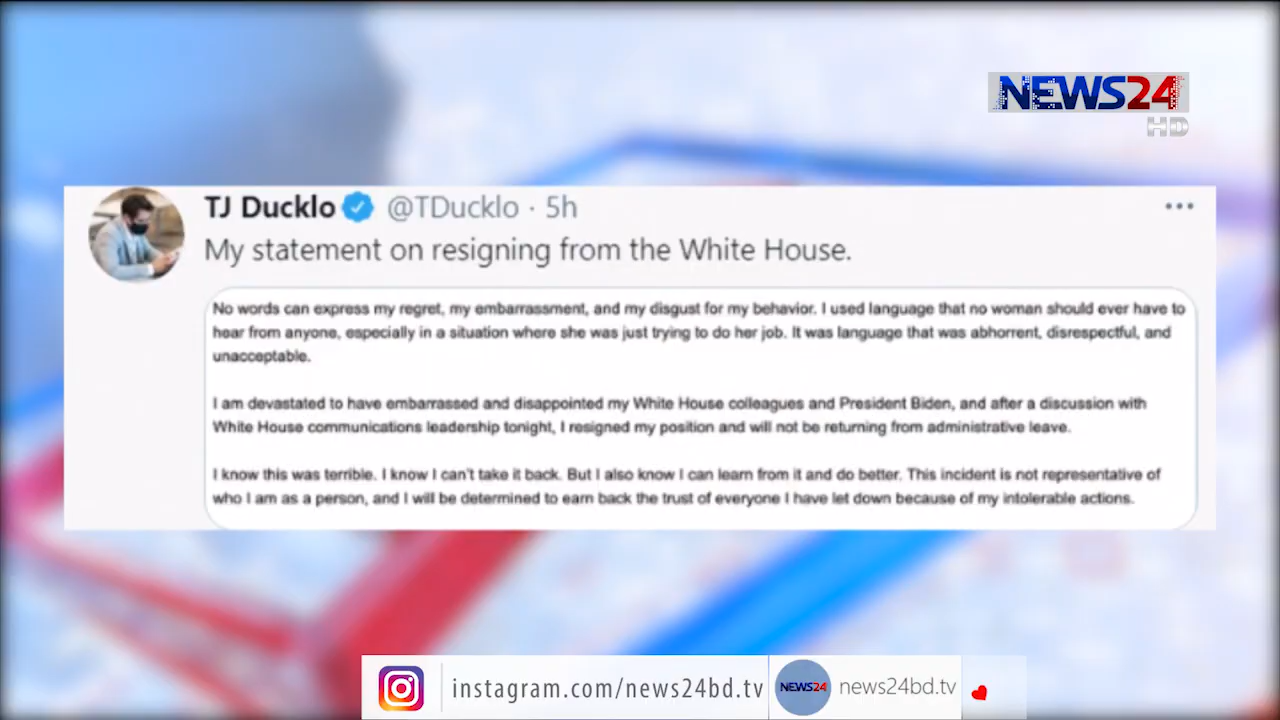 NEWS24
HD
TJ Ducklo @TDucklo · 5h
My statement on resigning from the White House.
No words can express my regret, my embarrassment, and my disgust for my behavior. I used language that no woman should ever have to
hear from anyone, especially in a situation where she was just trying to do her job. It was language that was abhorrent, disrespectful, and
unacceptable.
I am devastated to have embarrassed and disappointed my White House colleagues and President Biden, and after a discussion with
White House communications leadership tonight, I resigned my position and will not be returning from administrative leave.
I know this was terrible. I know I can't take it back. But I also know I can learn from it and do better. This incident is not representative of
who I am as a person, and I will be determined to earn back the trust of everyone I have let down because of my intolerable actions.
instagram.com/news24bd.tv
NEWS24
news24bd.tv